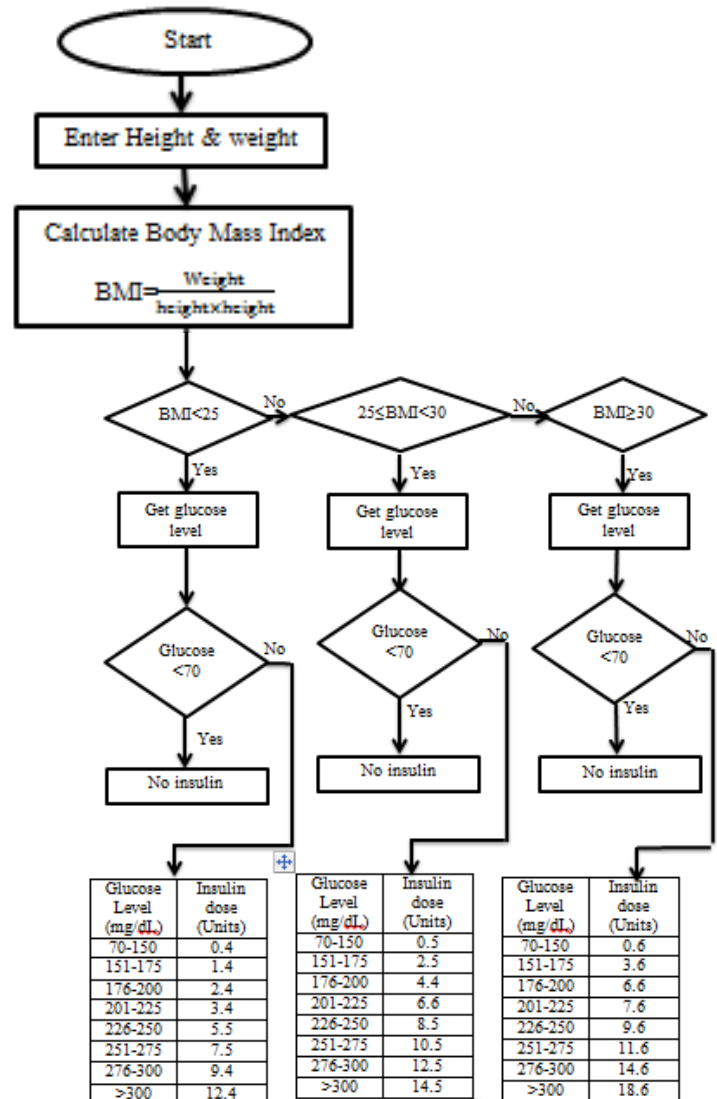 Start
Enter Height & weight
Calculate Body Mass Index
BMI=Weight
height×height
BMI<25
No
25≤BMI<30
No
BMI≥30
Yes
Yes
Yes
Get glucose
level
Get glucose
level
Get glucose
level
Glucose
<70
No
Glucose
<70
No
Glucose
<70
No
Yes
Yes
Yes
No insulin
No insulin
No insulin
Glucose Level (mg/dL) Insulin dose (Units)
70-150 0.4
151-175 1.4
176-200 2.4
201-225 3.4
226-250 5.5
251-275 7.5
276-300 9.4
>300 12.4
Glucose Level (mg/dL) Insulin dose (Units)
70-150 0.5
151-175 2.5
176-200 4.4
201-225 6.6
226-250 8.5
251-275 10.5
276-300 12.5
>300 14.5
Glucose Level (mg/dL) Insulin dose (Units)
70-150 0.6
151-175 3.6
176-200 6.6
201-225 7.6
226-250 9.6
251-275 11.6
276-300 14.6
>300 18.6